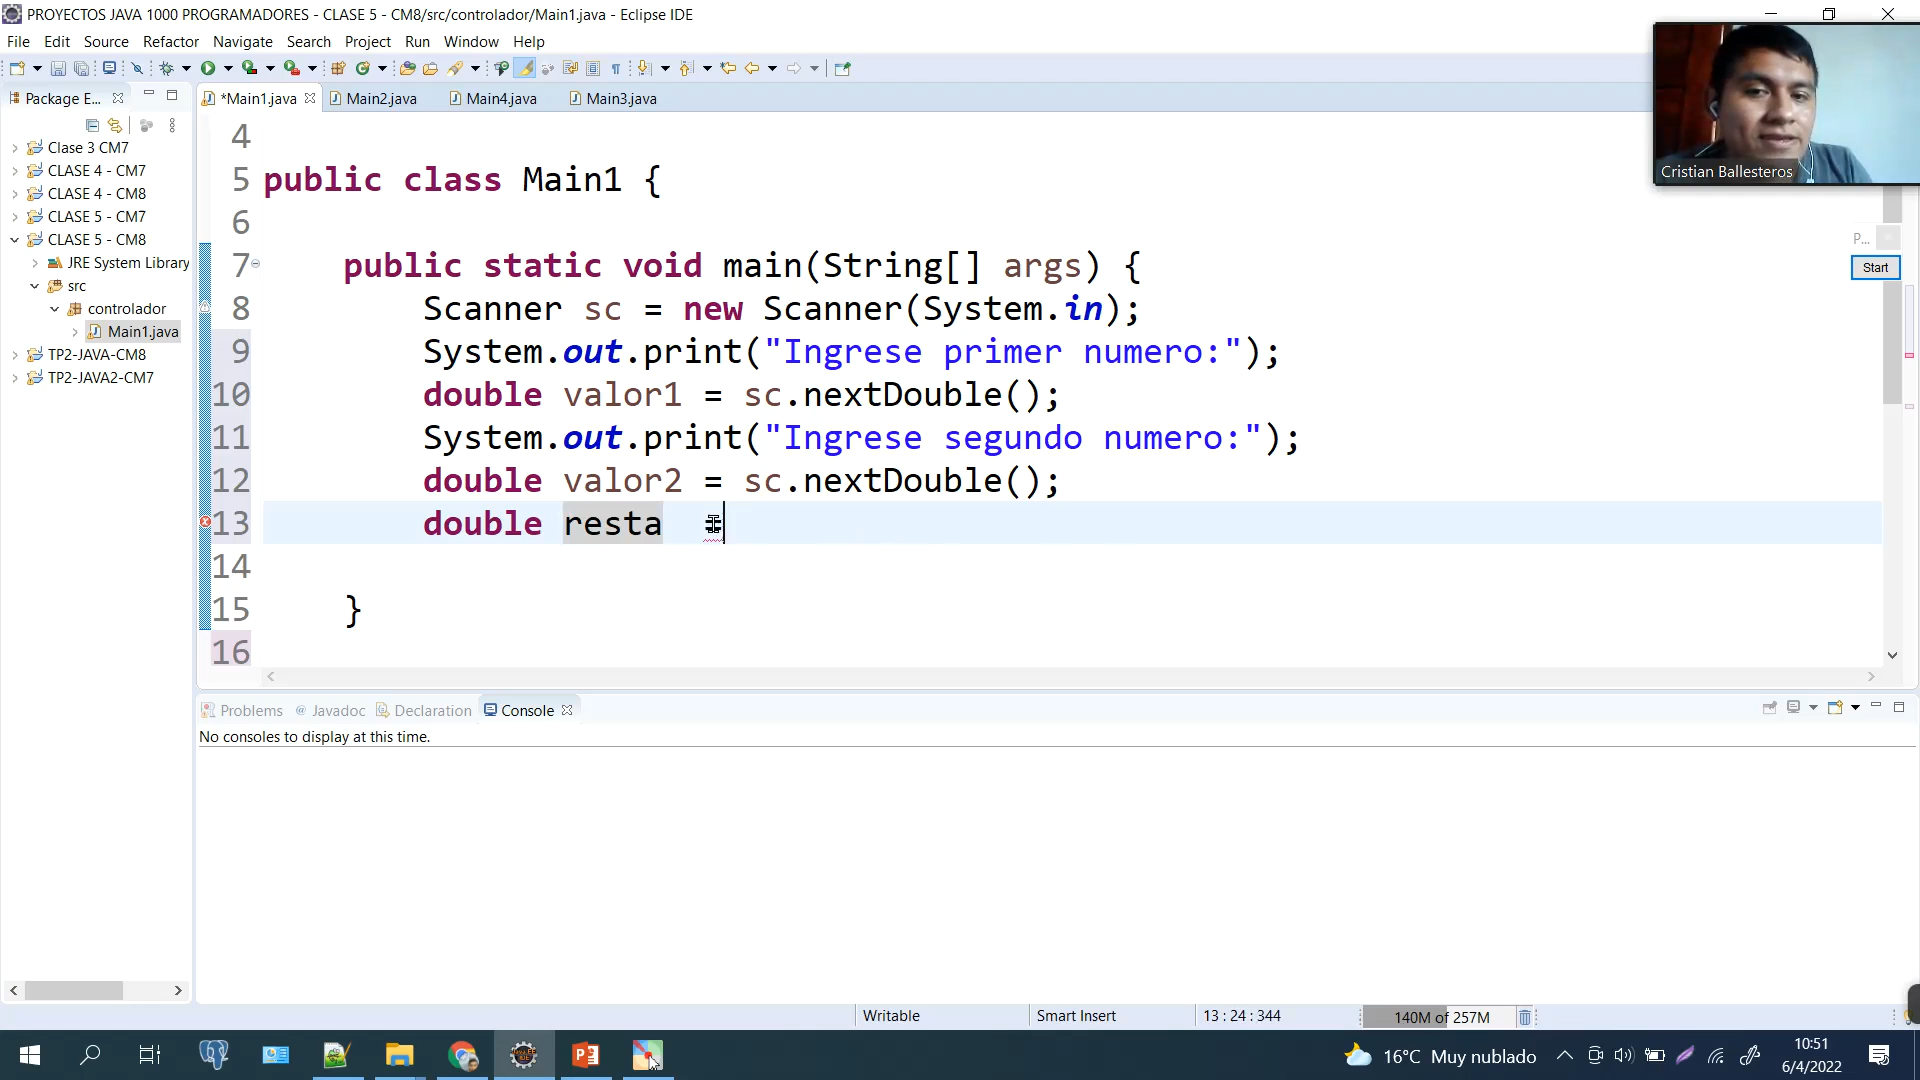 PROYECTOS JAVA 1000 PROGRAMADORES - CLASE 5 - CM8/src/controlador/Main1.java - Eclipse IDE
File Edit Source Refactor Navigate Search Project Run Window Help
Package E...
*Main1.java Main2.java Main4.java Main3.java
Clase 3 CM7
CLASE 4 - CM7
CLASE 4 - CM8
CLASE 5 - CM7
CLASE 5 - CM8
JRE System Library
src
controlador
Main1.java
TP2-JAVA-CM8
TP2-JAVA2-CM7
4
5 public class Main1 {
6
7 public static void main(String[] args) {
8 Scanner sc = new Scanner(System.in);
9 System.out.print("Ingrese primer numero:");
10 double valor1 = sc.nextDouble();
11 System.out.print("Ingrese segundo numero:");
12 double valor2 = sc.nextDouble();
13 double resta =
14
15 }
16
Cristian Ballesteros
P...
Start
Problems @ Javadoc Declaration Console
No consoles to display at this time.
Writable Smart Insert 13 : 24 : 344 140M of 257M
16°C Muy nublado
10:51
6/4/2022